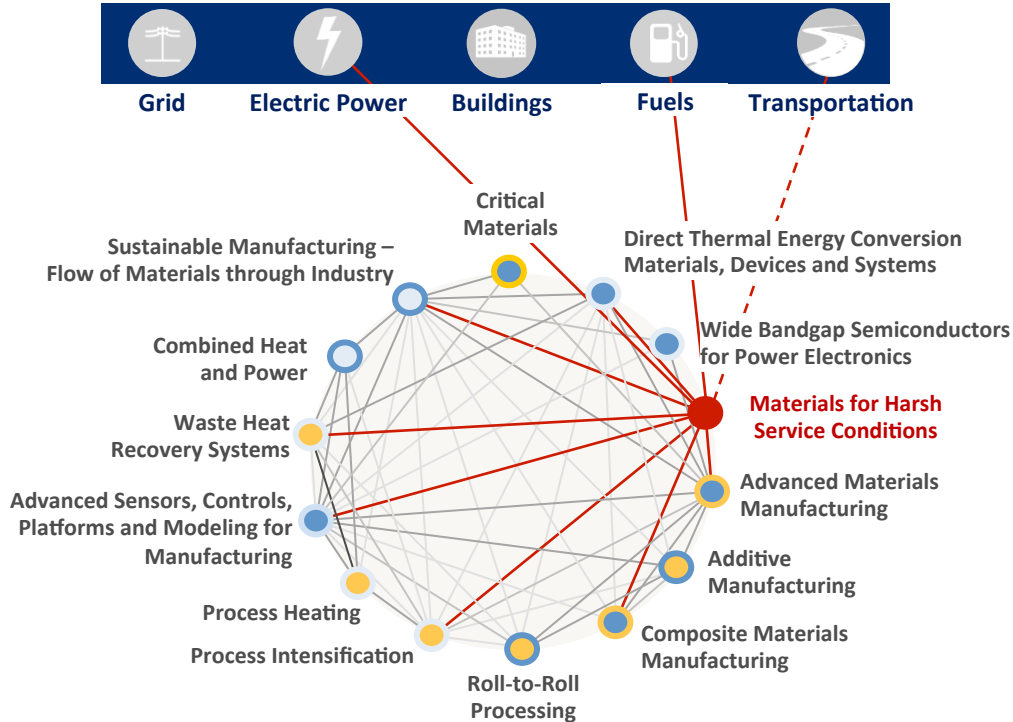 Grid
Electric Power
Buildings
Fuels
Transportation
Critical
Materials
Sustainable Manufacturing –
Flow of Materials through Industry
Direct Thermal Energy Conversion
Materials, Devices and Systems
Combined Heat
and Power
Wide Bandgap Semiconductors
for Power Electronics
Waste Heat
Recovery Systems
Materials for Harsh
Service Conditions
Advanced Sensors, Controls,
Platforms and Modeling for
Manufacturing
Advanced Materials
Manufacturing
Process Heating
Additive
Manufacturing
Process Intensification
Composite Materials
Manufacturing
Roll-to-Roll
Processing